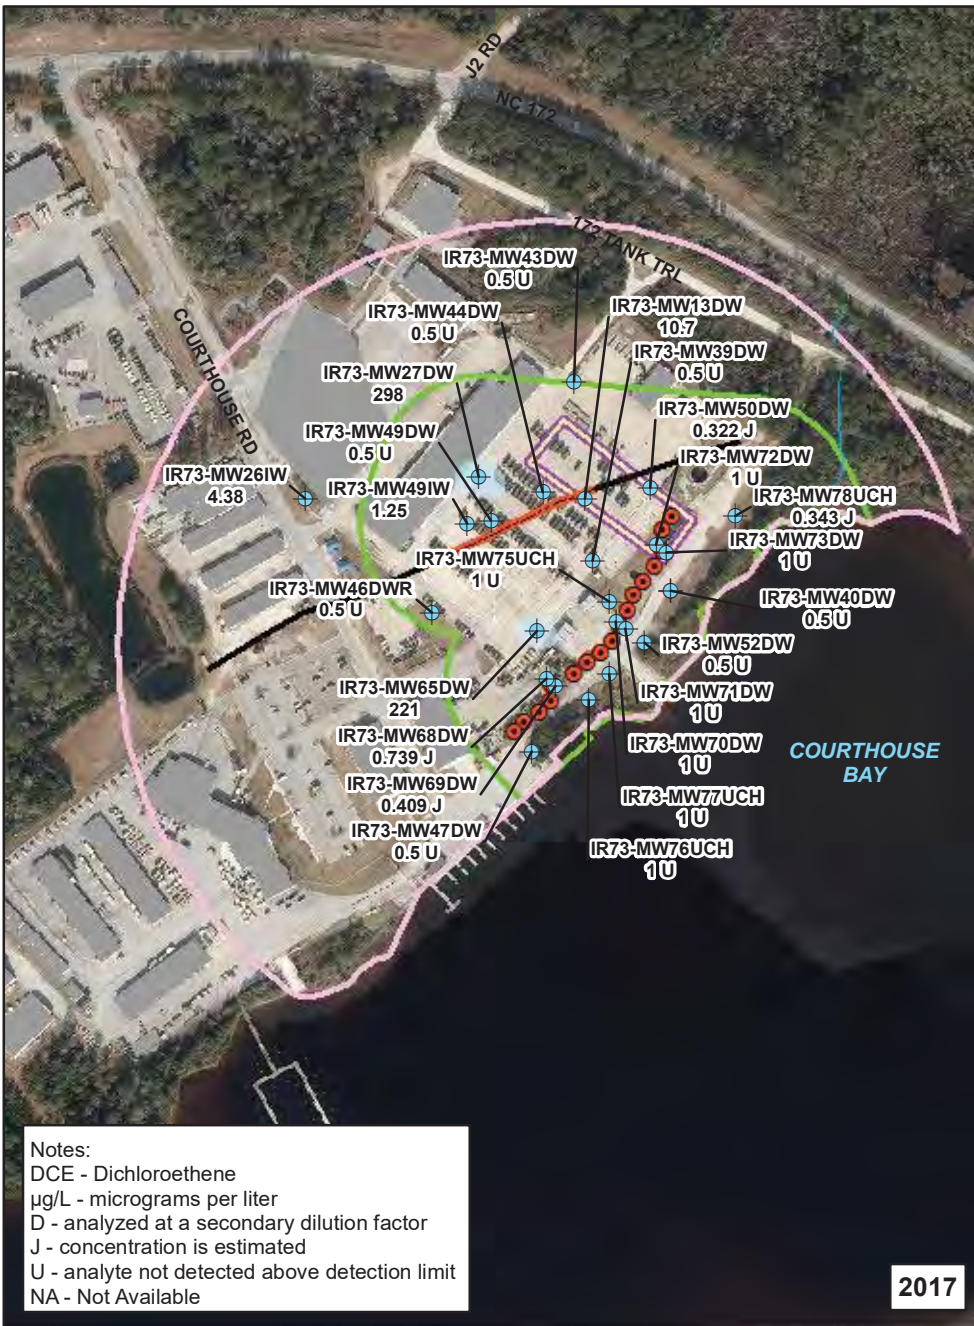 J2 RD
NC 172
172 TANK TRL
COURTHOUSE RD
IR73-MW43DW
0.5 U
IR73-MW44DW
0.5 U
IR73-MW13DW
10.7
IR73-MW39DW
0.5 U
IR73-MW27DW
298
IR73-MW50DW
0.322 J
IR73-MW49DW
0.5 U
IR73-MW72DW
1 U
IR73-MW26IW
4.38
IR73-MW49IW
1.25
IR73-MW78UCH
0.343 J
IR73-MW73DW
1 U
IR73-MW75UCH
1 U
IR73-MW46DWR
0.5 U
IR73-MW40DW
0.5 U
IR73-MW52DW
0.5 U
IR73-MW65DW
221
IR73-MW71DW
1 U
IR73-MW68DW
0.739 J
IR73-MW70DW
1 U
COURTHOUSE
BAY
IR73-MW69DW
0.409 J
IR73-MW77UCH
1 U
IR73-MW47DW
0.5 U
IR73-MW76UCH
1 U
Notes:
DCE - Dichloroethene
µg/L - micrograms per liter
D - analyzed at a secondary dilution factor
J - concentration is estimated
U - analyte not detected above detection limit
NA - Not Available
2017